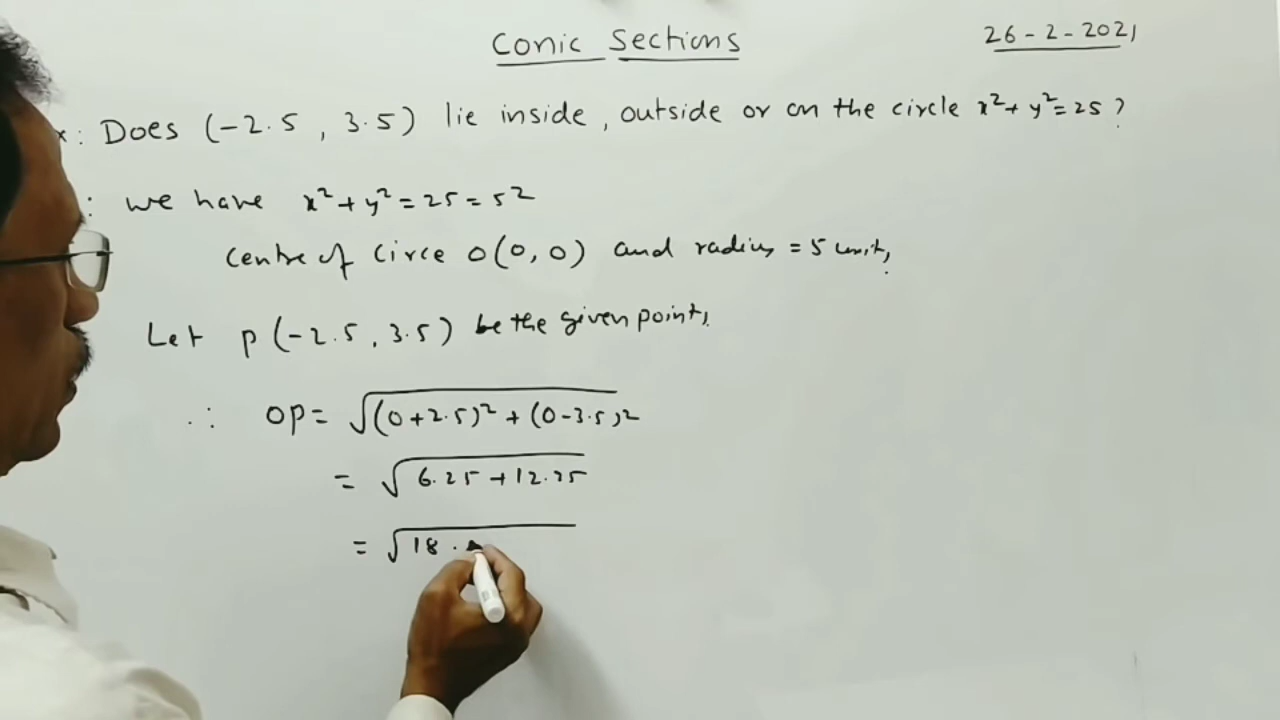 Conic Sections
26-2-2021
x: Does (-2.5, 3.5) lie inside, outside or on the circle x²+y²=25?
: we have x²+y²=25=5²
centre of Circe O(0,0) and radius = 5 units,
Let p(-2.5, 3.5) be the given point,
∴ OP= √(0+2.5)²+(0-3.5)²
= √6.25+12.25
= √18.